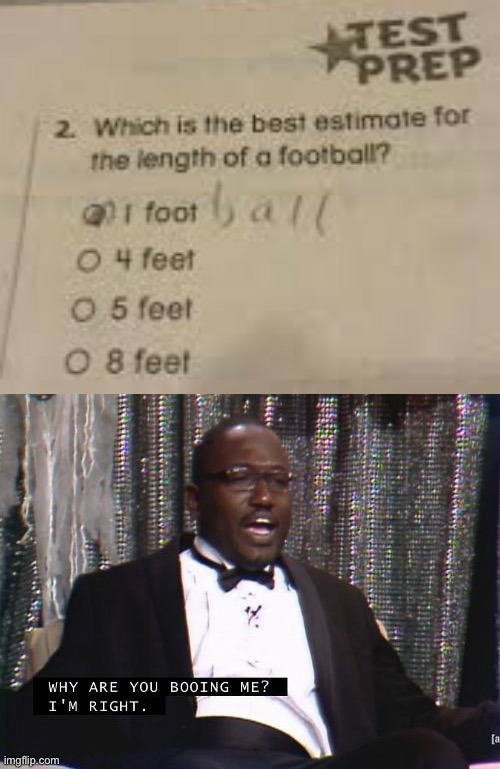 TEST
PREP
2. Which is the best estimate for
the length of a football?
1 foot ball
4 feet
5 feet
8 feet
WHY ARE YOU BOOING ME?
I'M RIGHT.
[a
imgflip.com